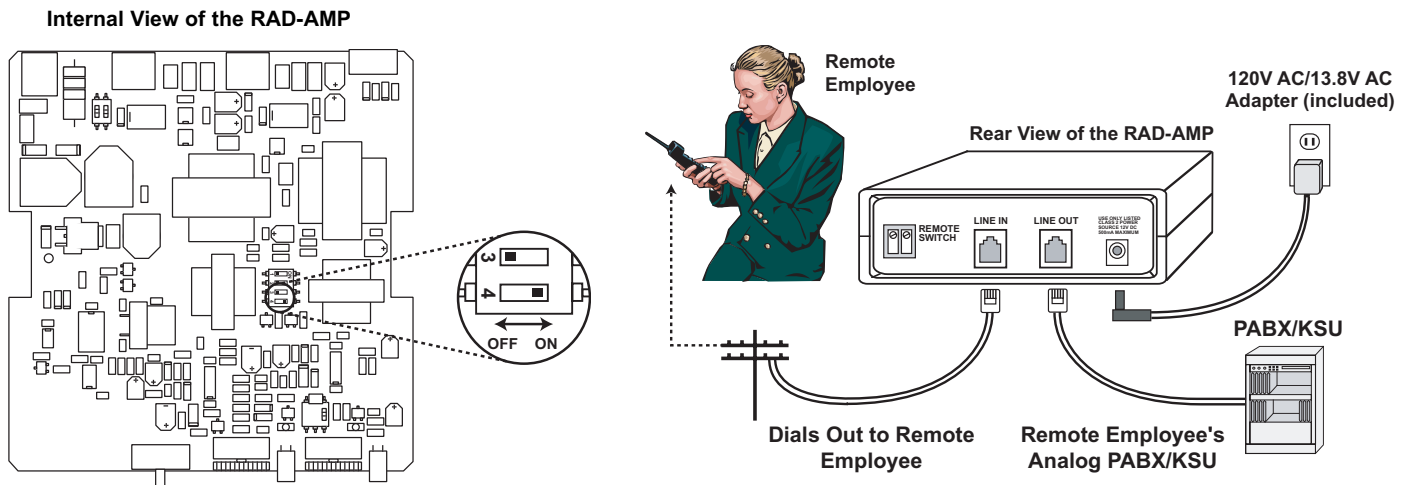 Internal View of the RAD-AMP
3
4
OFF ON
Remote
Employee
120V AC/13.8V AC
Adapter (included)
Rear View of the RAD-AMP
REMOTE
SWITCH
LINE IN
LINE OUT
USE ONLY LISTED
CLASS 2 POWER
SOURCE 12V DC
500mA MAXIMUM
PABX/KSU
Dials Out to Remote
Employee
Remote Employee's
Analog PABX/KSU